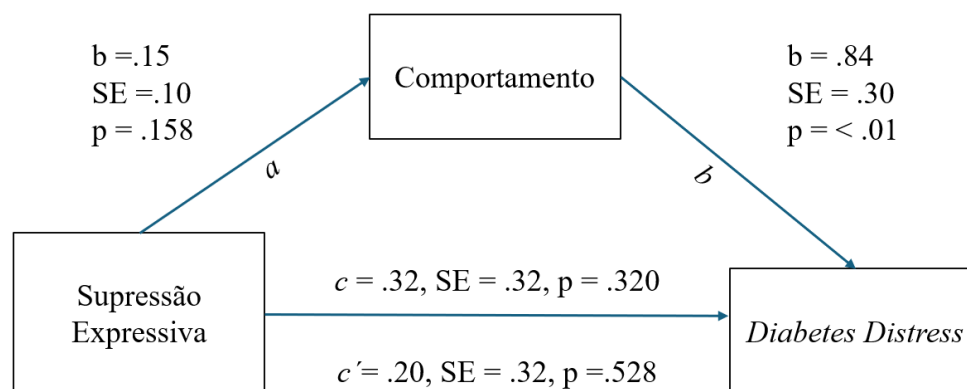 b =.15
SE =.10
p = .158
Comportamento
b = .84
SE = .30
p = < .01
a
b
Supressão
Expressiva
c = .32, SE = .32, p =.320
c´= .20, SE = .32, p =.528
Diabetes Distress